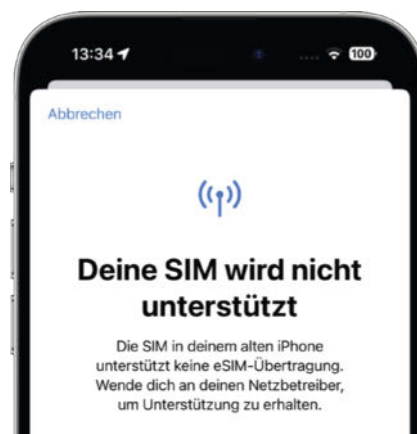 13:34
100
Abbrechen
Deine SIM wird nicht
unterstützt
Die SIM in deinem alten iPhone
unterstützt keine eSIM-Übertragung.
Wende dich an deinen Netzbetreiber,
um Unterstützung zu erhalten.